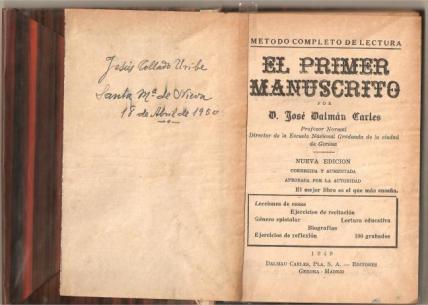 Jesús Collado Uribe
Santa Mª de Nieva
18 de Abril de 1950
METODO COMPLETO DE LECTURA
EL PRIMER
MANUSCRITO
POR
D. José Dalmáu Carles
Profesor Normal
Director de la Escuela Nacional Graduada de la ciudad
de Gerona
NUEVA EDICION
CORREGIDA Y AUMENTADA
APROBADA POR LA AUTORIDAD
El mejor libro es el que más enseña.
Lecciones de cosas
Ejercicios de recitación
Género epistolar Lectura educativa
Biografías
Ejercicios de reflexión 100 grabados
1949
DALMAU CARLES, PLA, S. A. — EDITORES
GERONA - MADRID